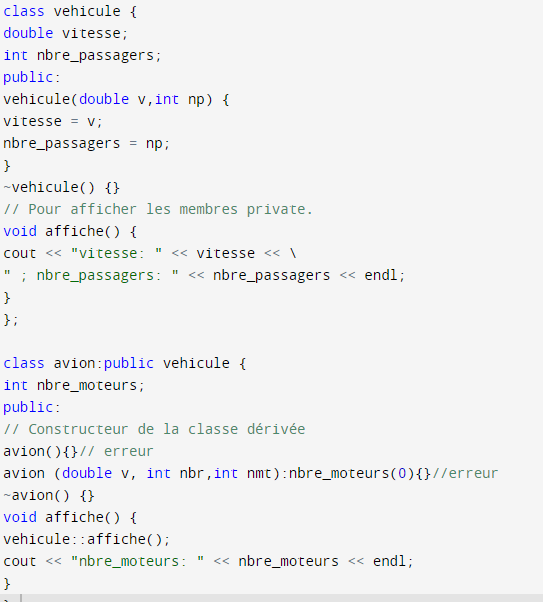 class vehicule {
double vitesse;
int nbre_passagers;
public:
vehicule(double v,int np) {
vitesse = v;
nbre_passagers = np;
}
~vehicule() {}
// Pour afficher les membres private.
void affiche() {
cout << "vitesse: " << vitesse << \
" ; nbre_passagers: " << nbre_passagers << endl;
}
};

class avion:public vehicule {
int nbre_moteurs;
public:
// Constructeur de la classe dérivée
avion(){}// erreur
avion (double v, int nbr,int nmt):nbre_moteurs(0){}//erreur
~avion() {}
void affiche() {
vehicule::affiche();
cout << "nbre_moteurs: " << nbre_moteurs << endl;
}